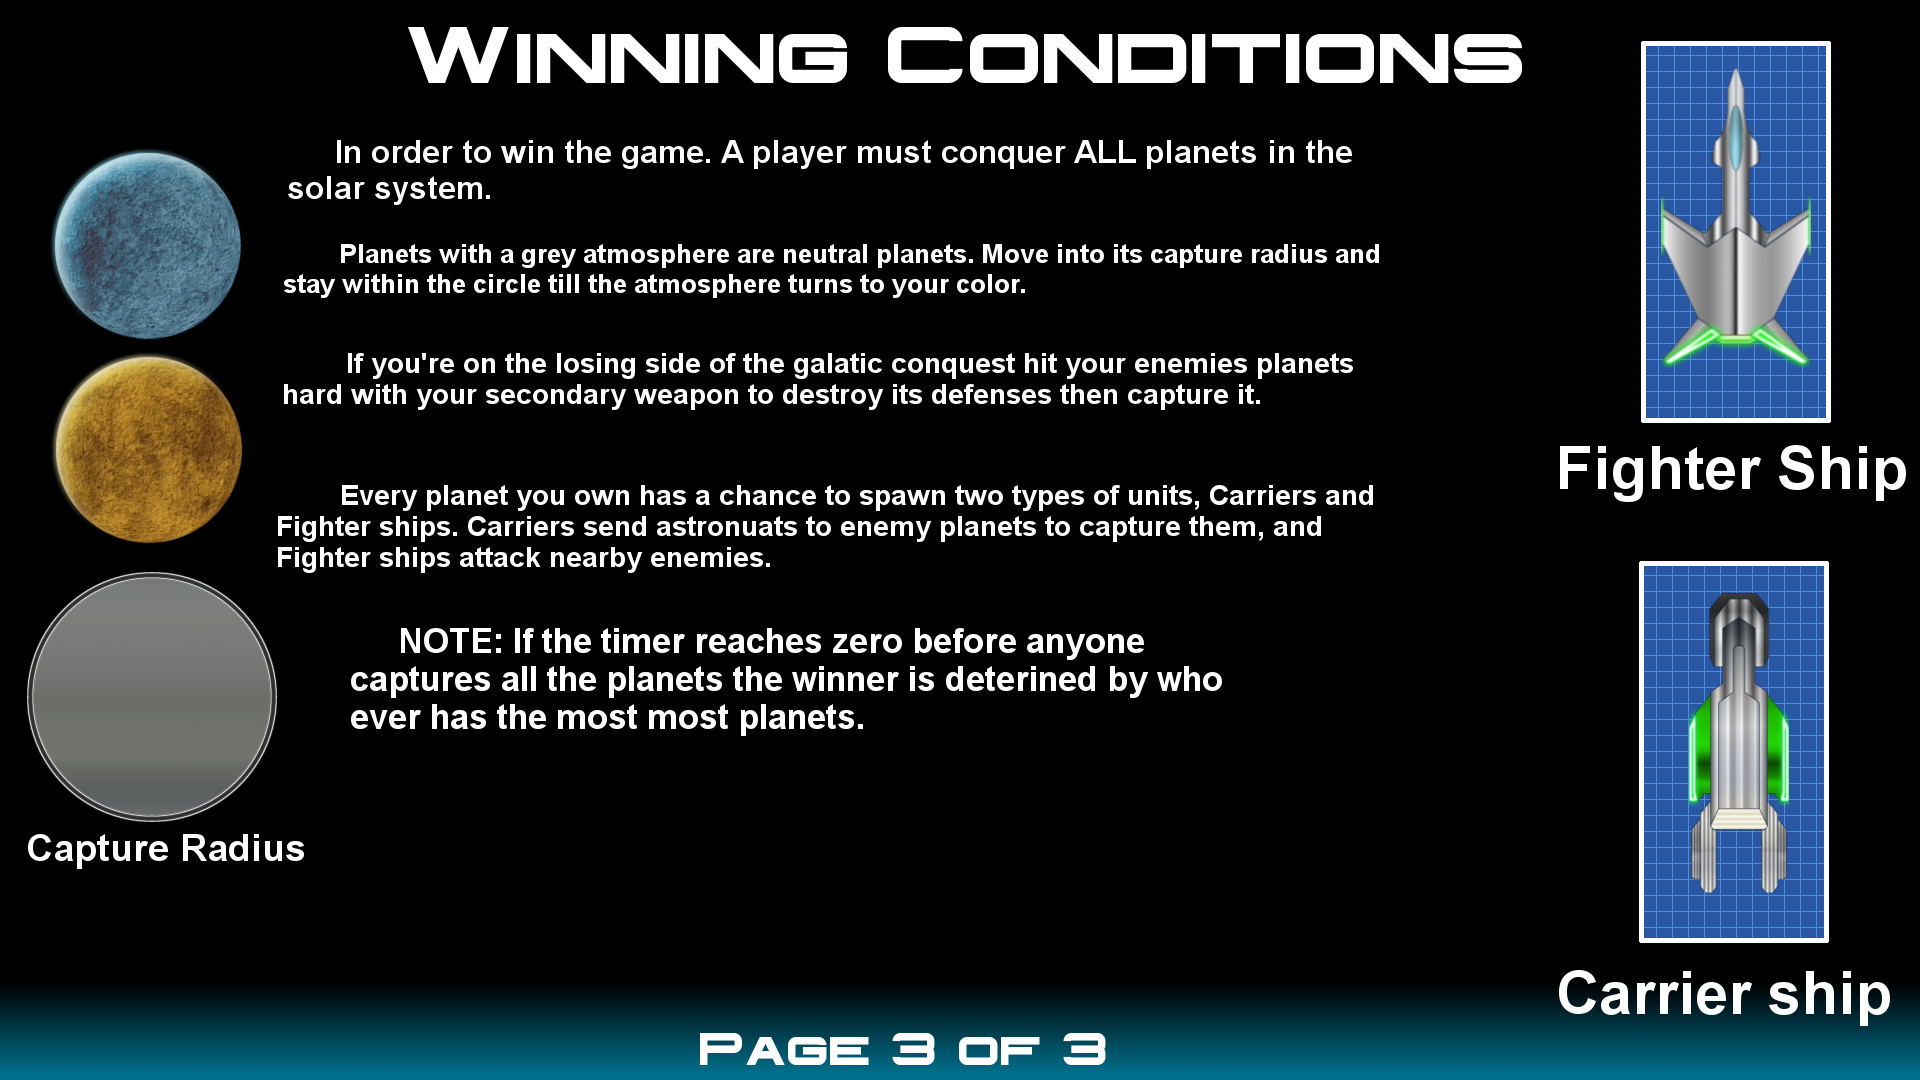 Winning Conditions
In order to win the game. A player must conquer ALL planets in the
solar system.
Planets with a grey atmosphere are neutral planets. Move into its capture radius and
stay within the circle till the atmosphere turns to your color.
If you're on the losing side of the galatic conquest hit your enemies planets
hard with your secondary weapon to destroy its defenses then capture it.
Every planet you own has a chance to spawn two types of units, Carriers and
Fighter ships. Carriers send astronuats to enemy planets to capture them, and
Fighter ships attack nearby enemies.
NOTE: If the timer reaches zero before anyone
captures all the planets the winner is deterined by who
ever has the most most planets.
Capture Radius
Fighter Ship
Carrier ship
Page 3 of 3